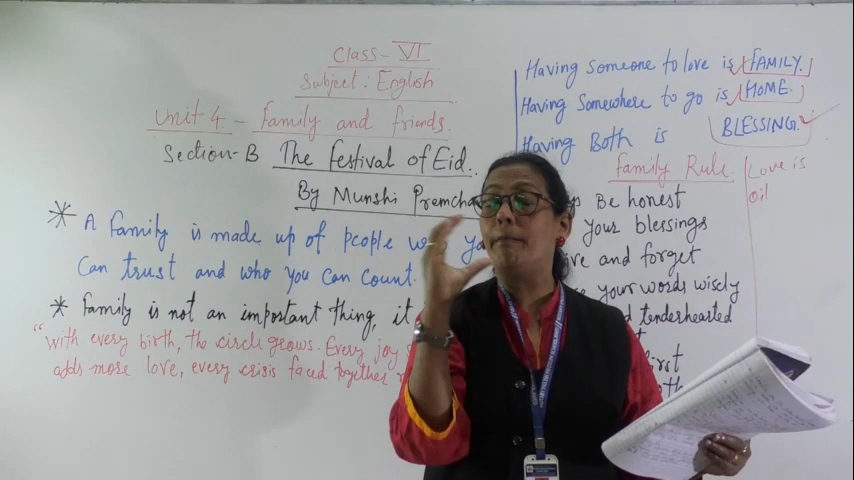 Class - VI
Subject: English
Unit 4 - Family and friends.
Section-B The Festival of Eid.
By Munshi Premcha
* A Family is made up of people who
can trust and who you can count.
* Family is not an important thing, it
"with every birth, the circle grows. Every joy
adds more love, every crisis faced together
Having someone to love is FAMILY.
Having Somewhere to go is HOME.
Having Both is BLESSING.
Family Rule.
Be honest
your blessings
and forget
your words wisely
tenderhearted
Love is
oil